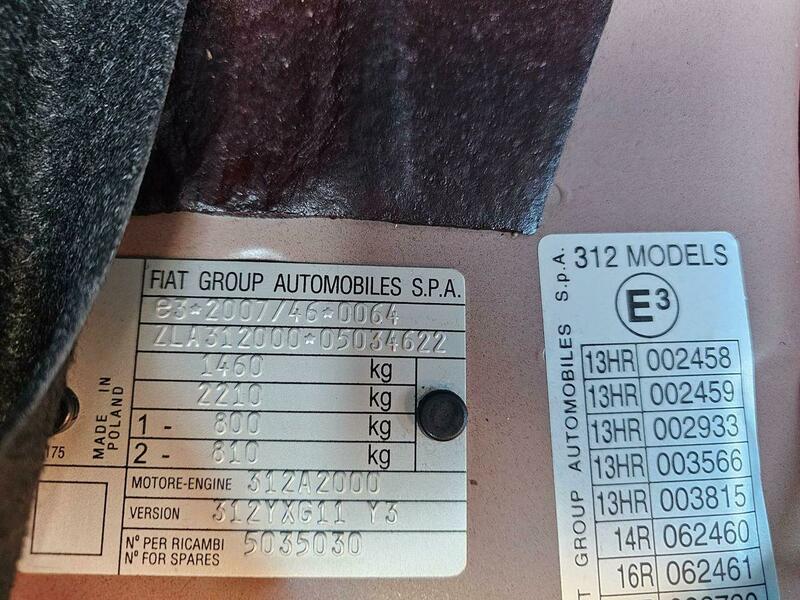 FIAT GROUP AUTOMOBILES S.P.A.
e3*2007/46*0064
ZLA312000*05034622
1460 kg
2210 kg
1 - 800 kg
2 - 810 kg
MOTORE-ENGINE 312A2000
VERSION 312YXG11 Y3
N° PER RICAMBI
N° FOR SPARES
5035030
MADE IN
POLAND
175
T GROUP AUTOMOBILES S.p.A.
312 MODELS
E3
13HR 002458
13HR 002459
13HR 002933
13HR 003566
13HR 003815
14R 062460
16R 062461